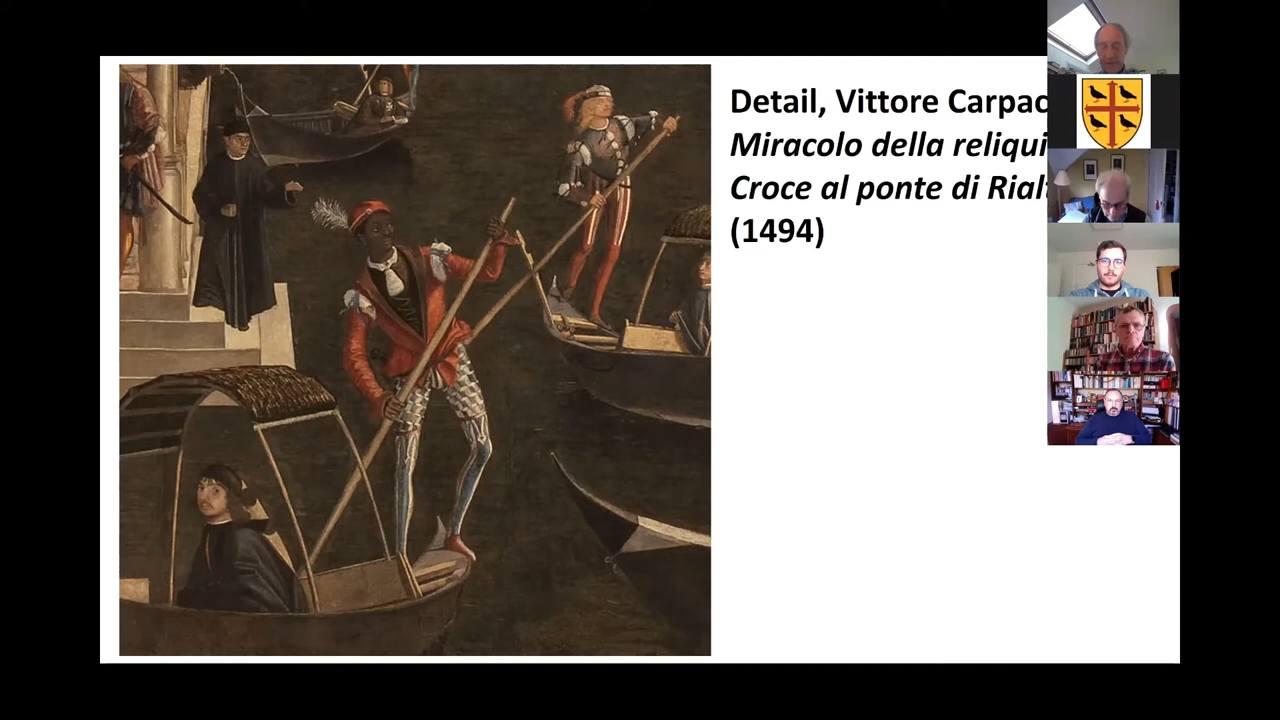 Detail, Vittore Carpac
Miracolo della reliqui
Croce al ponte di Rial
(1494)